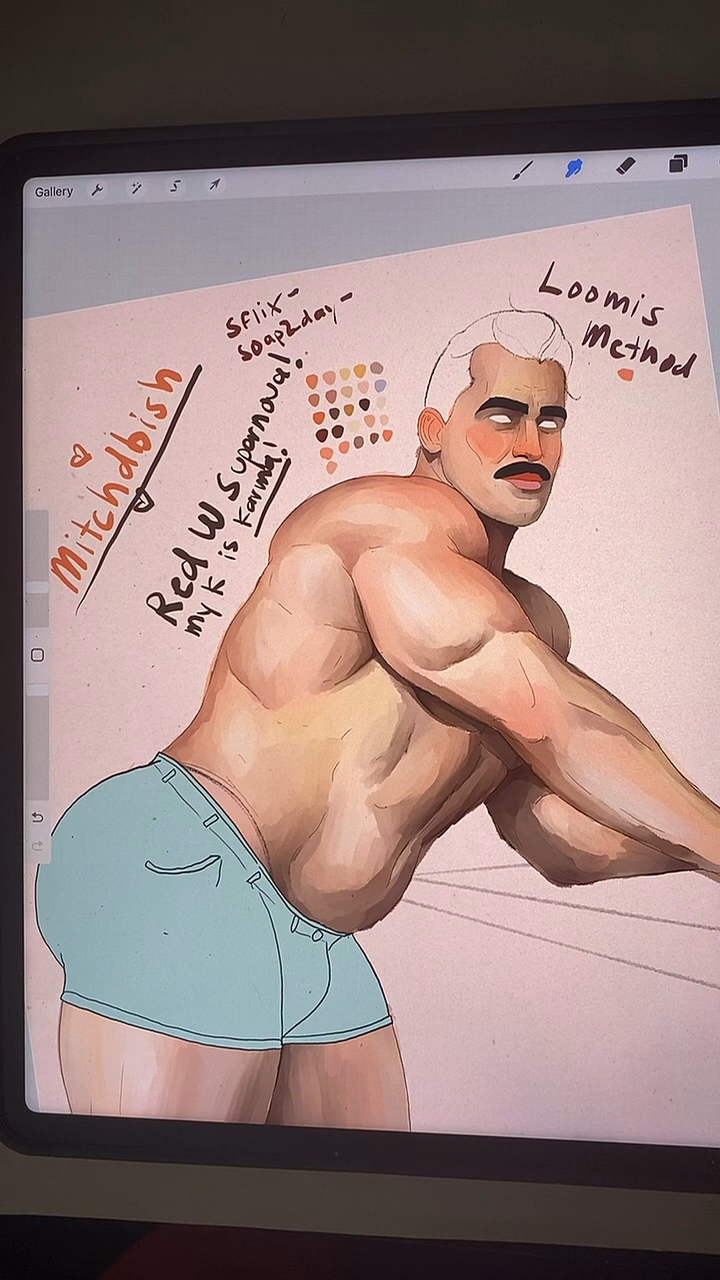 Gallery
Loomis
Method
sflix-
soap2day-
Mitchdbish
Red W Supernova!
my k is karma!